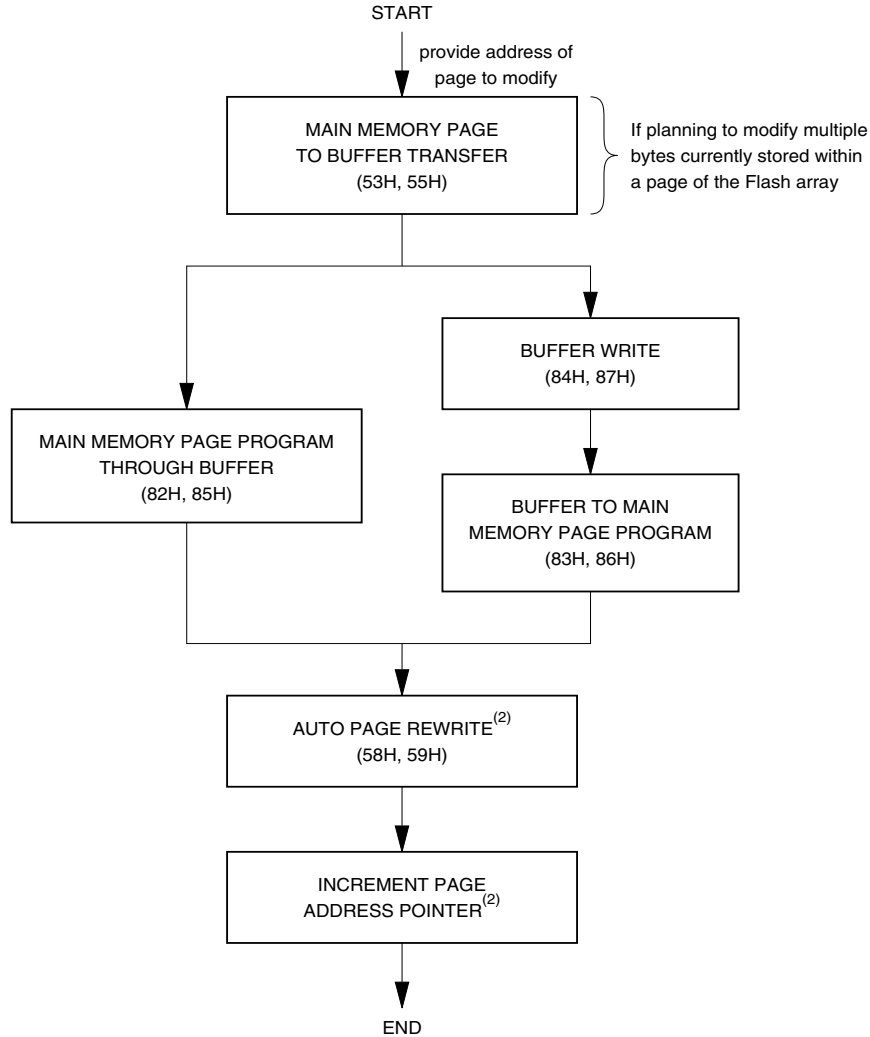 START
provide address of
page to modify
MAIN MEMORY PAGE
TO BUFFER TRANSFER
(53H, 55H)
If planning to modify multiple
bytes currently stored within
a page of the Flash array
BUFFER WRITE
(84H, 87H)
MAIN MEMORY PAGE PROGRAM
THROUGH BUFFER
(82H, 85H)
BUFFER TO MAIN
MEMORY PAGE PROGRAM
(83H, 86H)
AUTO PAGE REWRITE(2)
(58H, 59H)
INCREMENT PAGE
ADDRESS POINTER(2)
END